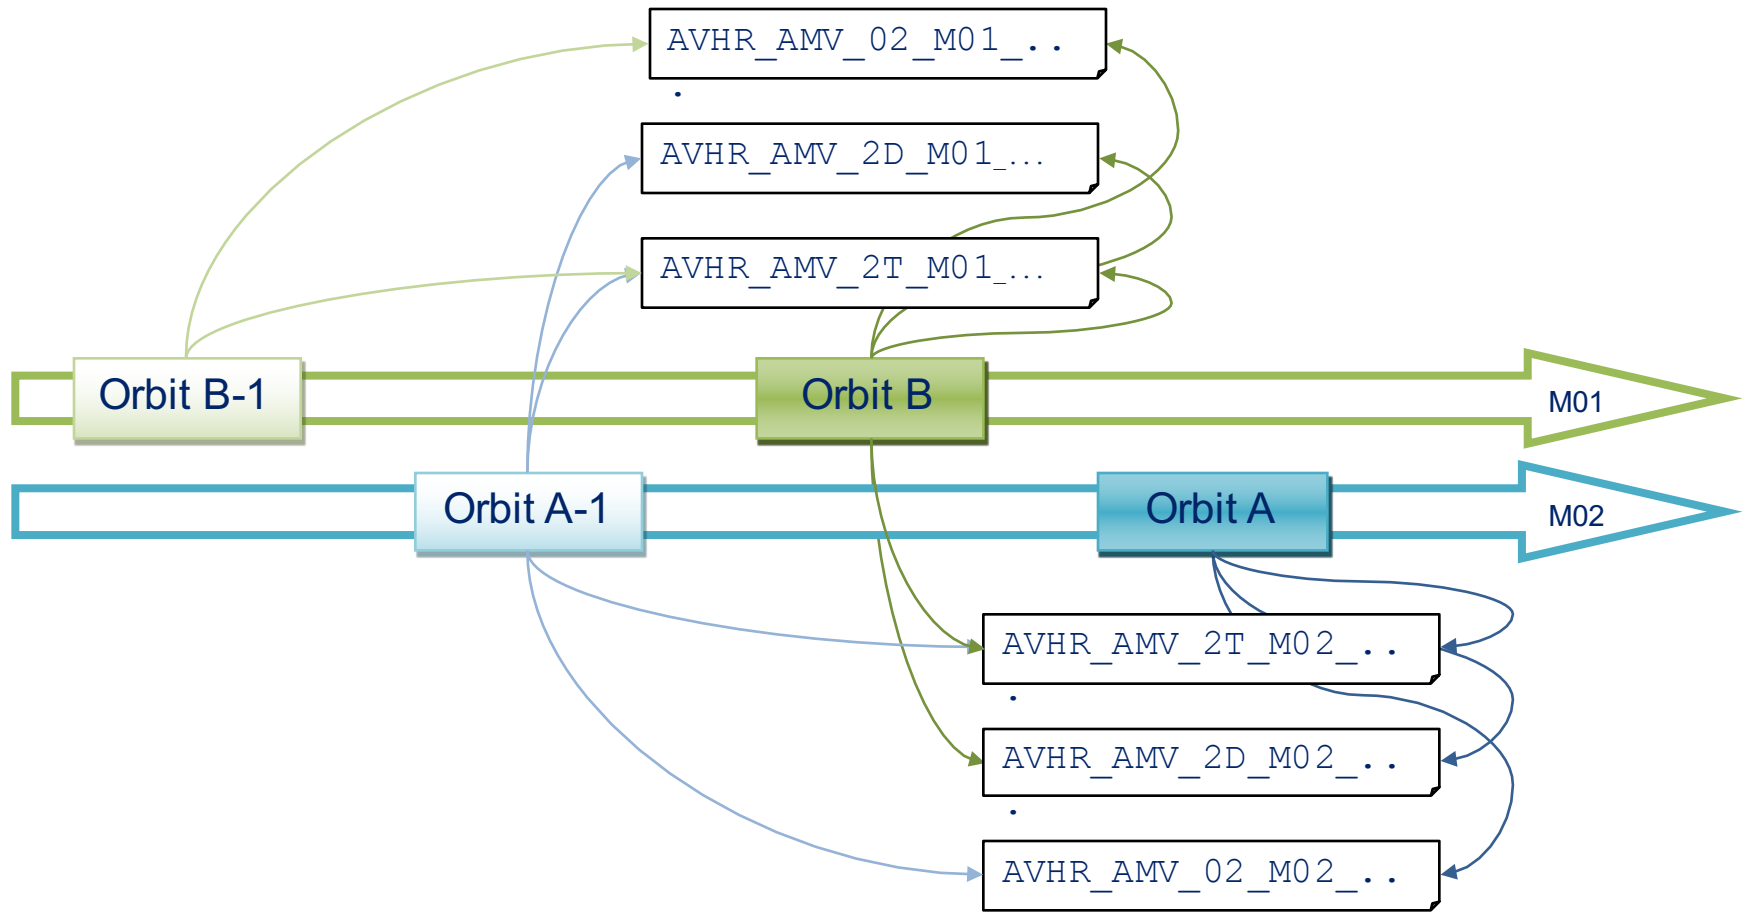 AVHR_AMV_02_M01_..
.
AVHR_AMV_2D_M01_...
AVHR_AMV_2T_M01_...
Orbit B-1
Orbit B
M01
Orbit A-1
Orbit A
M02
AVHR_AMV_2T_M02_..
.
AVHR_AMV_2D_M02_..
.
AVHR_AMV_02_M02_..